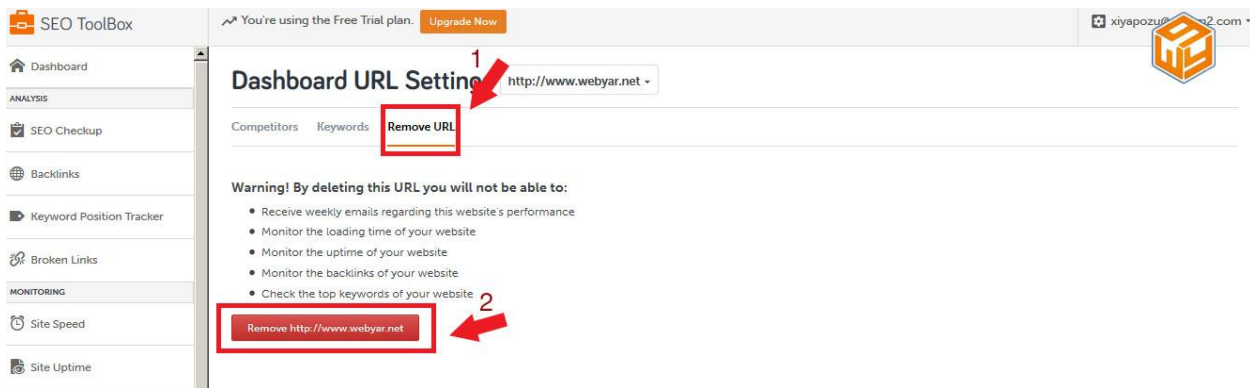 SEO ToolBox
You're using the Free Trial plan. Upgrade Now
Dashboard
ANALYSIS
SEO Checkup
Backlinks
Keyword Position Tracker
Broken Links
MONITORING
Site Speed
Site Uptime
1
http://www.webyar.net
Dashboard URL
Competitors Keywords Remove URL
Warning! By deleting this URL you will not be able to:
Receive weekly emails regarding this website's performance
Monitor the loading time of your website
Monitor the uptime of your website
Monitor the backlinks of your website
Check the top keywords of your website
2
Remove http://www.webyar.net